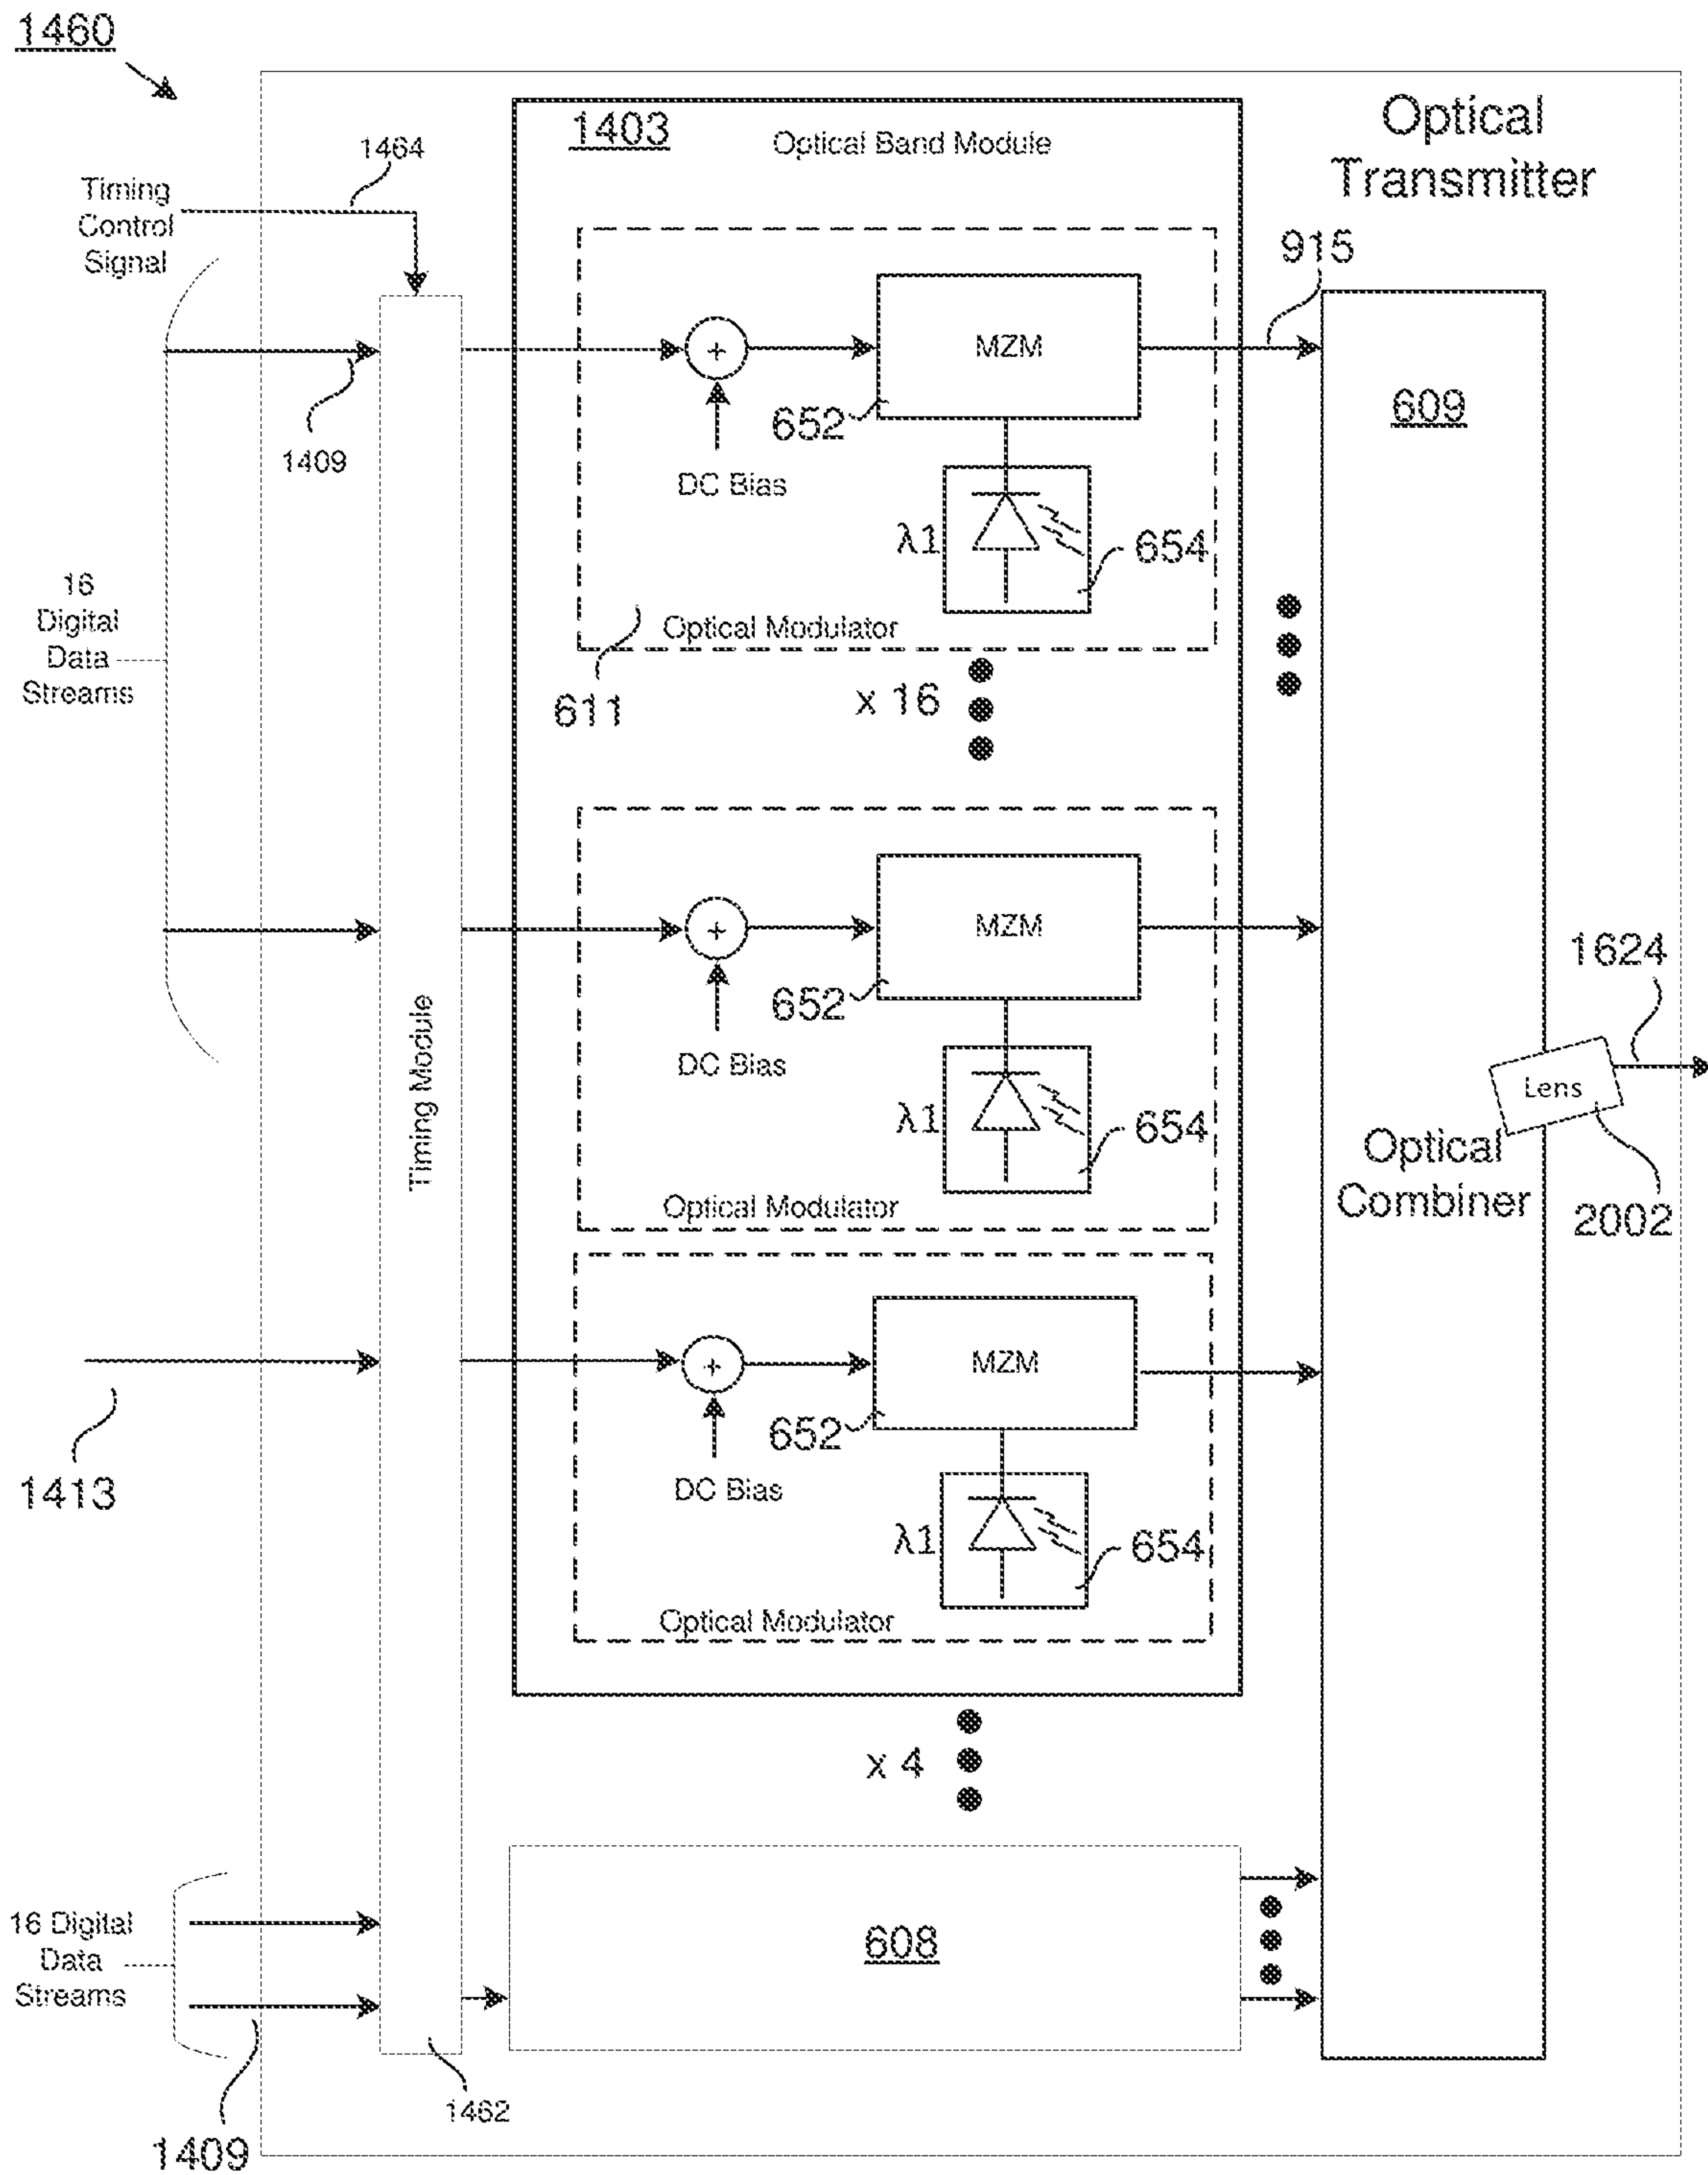 1460
1403
Optical Band Module
Optical
Transmitter
1464
Timing
Control
Signal
915
+
MZM
609
652
1409
DC Bias
λ1
654
16
Digital
Data
Streams
Optical Modulator
611
x 16
+
MZM
1624
652
Timing Module
DC Bias
Lens
λ1
654
Optical
Combiner
2002
Optical Modulator
+
MZM
652
1413
DC Bias
λ1
654
Optical Modulator
x 4
16 Digital
Data
Streams
608
1462
1409